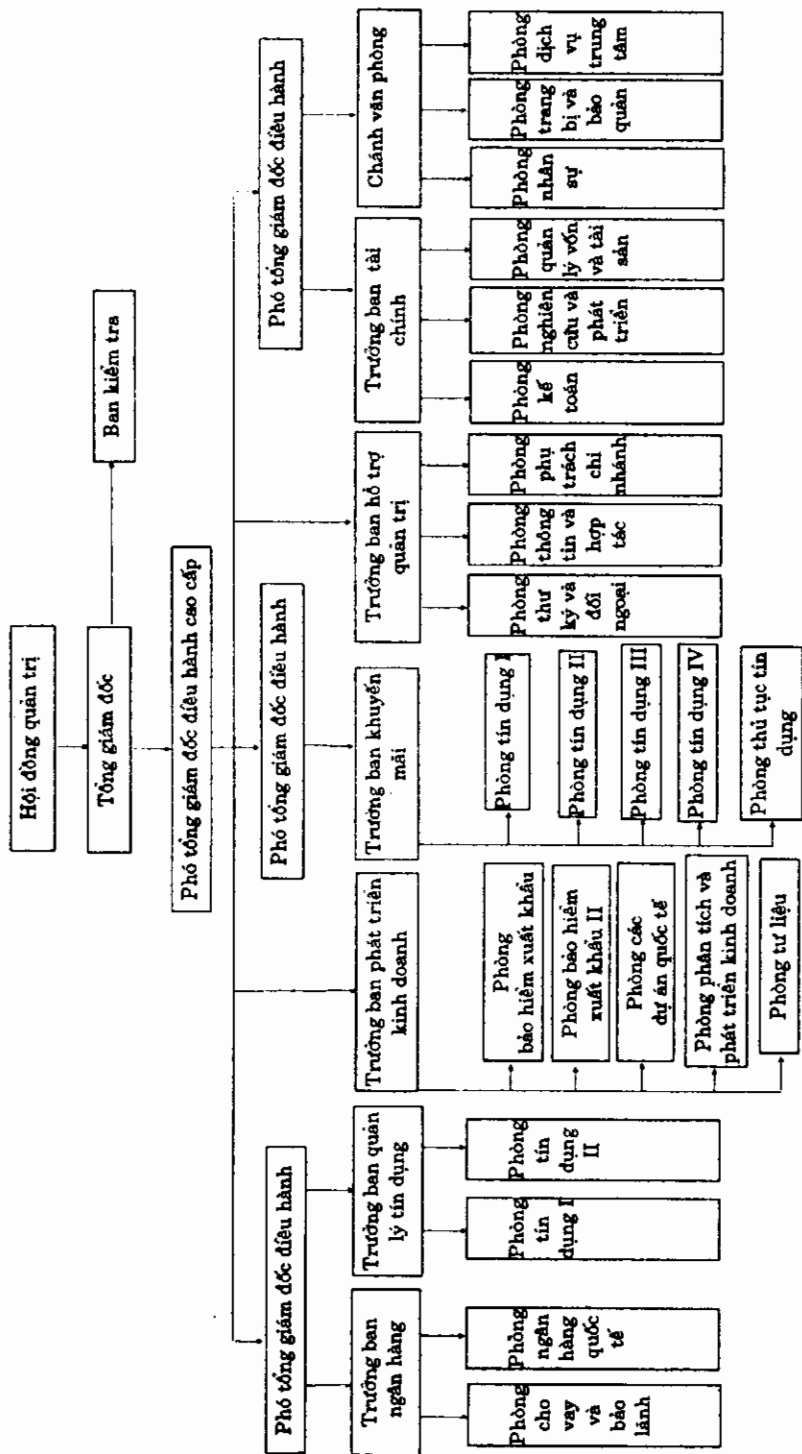 Hội đồng quản trị
Tổng giám đốc
Ban kiểm tra
Phó tổng giám đốc điều hành cao cấp
Phó tổng giám đốc điều hành
Phó tổng giám đốc điều hành
Phó tổng giám đốc điều hành
Trưởng ban
ngân hàng
Trưởng ban quản
lý tín dụng
Trưởng ban phát triển
kinh doanh
Trưởng ban khuyến
mãi
Trưởng ban hỗ trợ
quản trị
Trưởng ban tài
chính
Chánh văn phòng
Phòng
cho
vay
và
bảo
lãnh
Phòng
ngân
hàng
quốc
tế
Phòng
tín
dụng I
Phòng
tín
dụng
II
Phòng
bảo hiểm xuất khẩu
Phòng bảo hiểm
xuất khẩu II
Phòng các
dự án quốc tế
Phòng phân tích và
phát triển kinh doanh
Phòng tư liệu
Phòng tín dụng I
Phòng tín dụng II
Phòng tín dụng III
Phòng tín dụng IV
Phòng thủ tục tín
dụng
Phòng
thư
ký và
đối
ngoại
Phòng
thông
tin và
hợp
tác
Phòng
phụ
trách
chi
nhánh
Phòng
kế
toán
Phòng
nghiên
cứu và
phát
triển
Phòng
quản
lý vốn
và tài
sản
Phòng
nhân
sự
Phòng
trang
bị và
bảo
quản
Phòng
dịch
vụ
trung
tâm